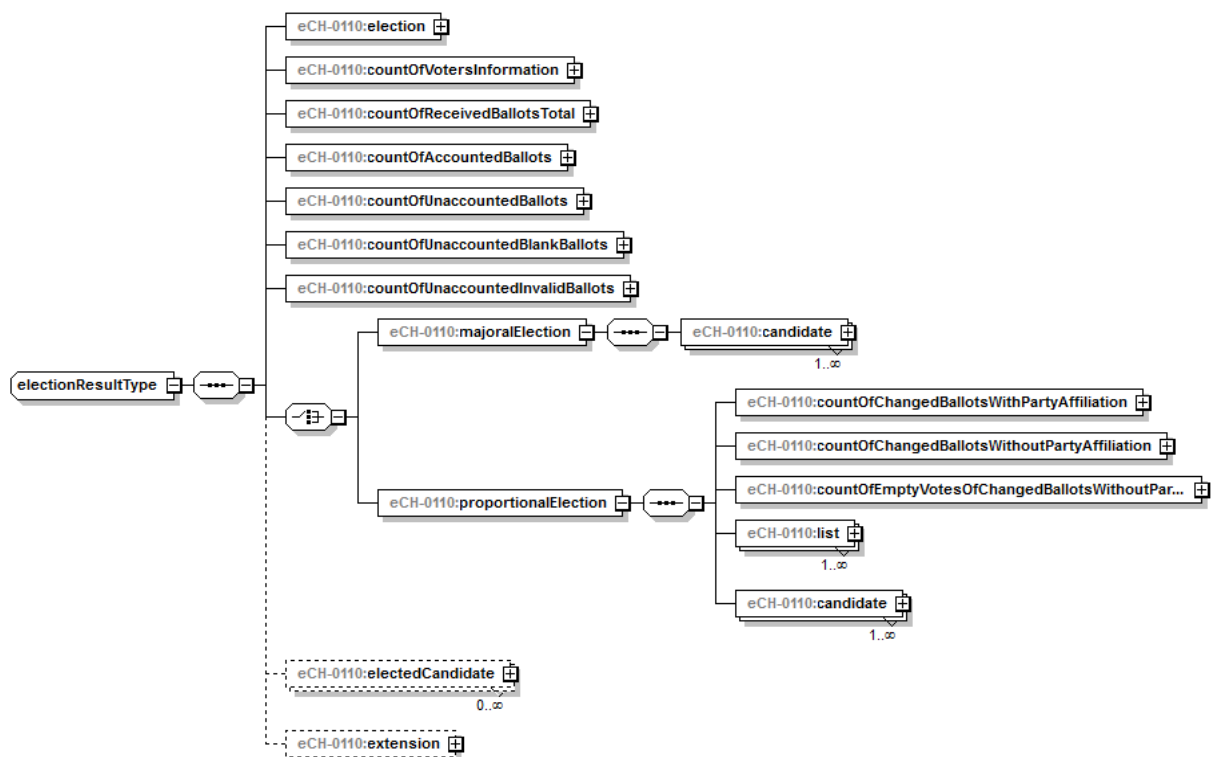 eCH-0110:election
eCH-0110:countOfVotersInformation
eCH-0110:countOfReceivedBallotsTotal
eCH-0110:countOfAccountedBallots
eCH-0110:countOfUnaccountedBallots
eCH-0110:countOfUnaccountedBlankBallots
eCH-0110:countOfUnaccountedInvalidBallots
eCH-0110:majoralElection
eCH-0110:candidate
1..∞
electionResultType
eCH-0110:countOfChangedBallotsWithPartyAffiliation
eCH-0110:countOfChangedBallotsWithoutPartyAffiliation
eCH-0110:countOfEmptyVotesOfChangedBallotsWithoutPar...
eCH-0110:proportionalElection
eCH-0110:list
1..∞
eCH-0110:candidate
1..∞
eCH-0110:electedCandidate
0..∞
eCH-0110:extension